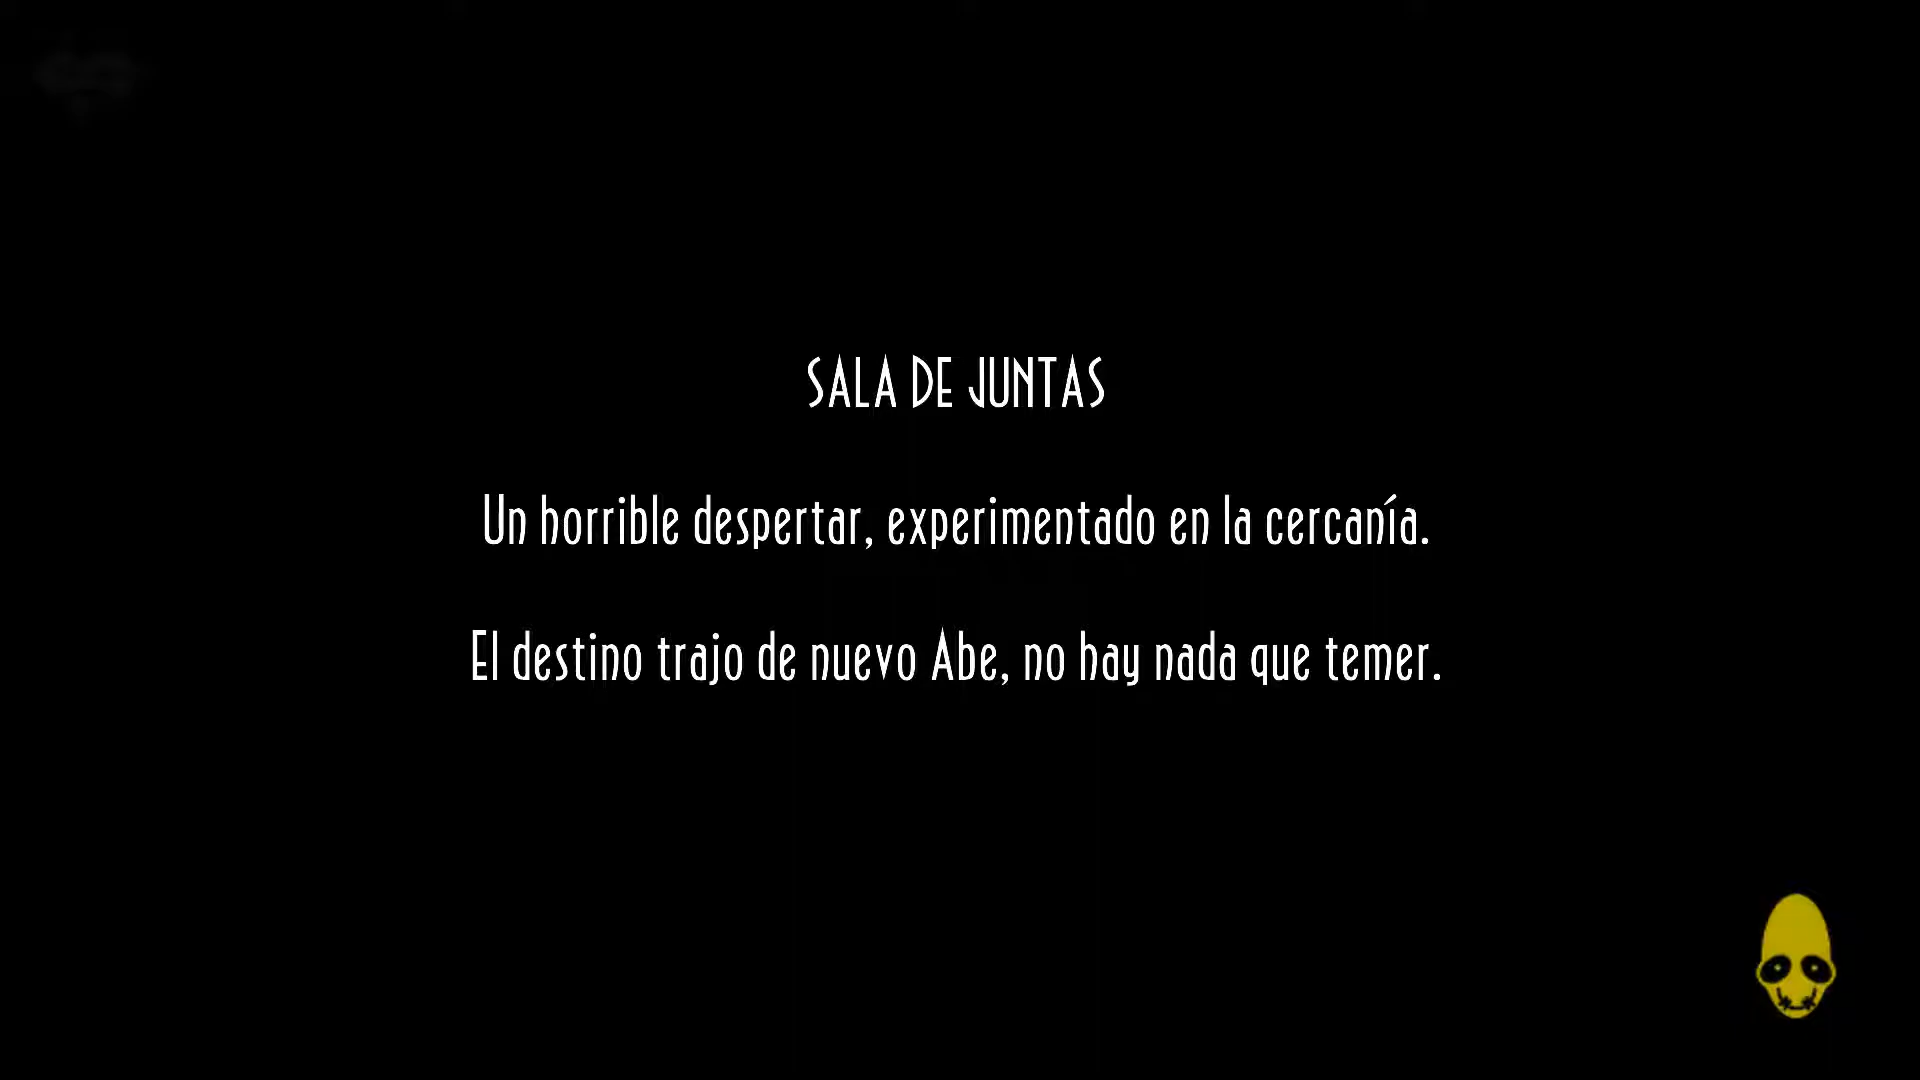 SALA DE JUNTAS
Un horrible despertar, experimentado en la cercanía.
El destino trajo de nuevo Abe, no hay nada que temer.